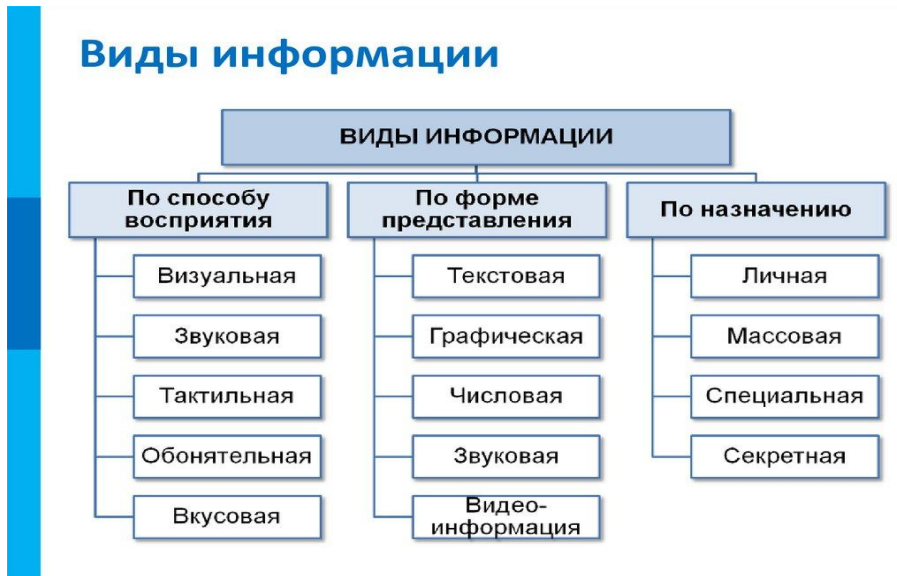 Виды информации
ВИДЫ ИНФОРМАЦИИ
По способу
восприятия
Визуальная
Звуковая
Тактильная
Обонятельная
Вкусовая
По форме
представления
Текстовая
Графическая
Числовая
Звуковая
Видео-
информация
По назначению
Личная
Массовая
Специальная
Секретная